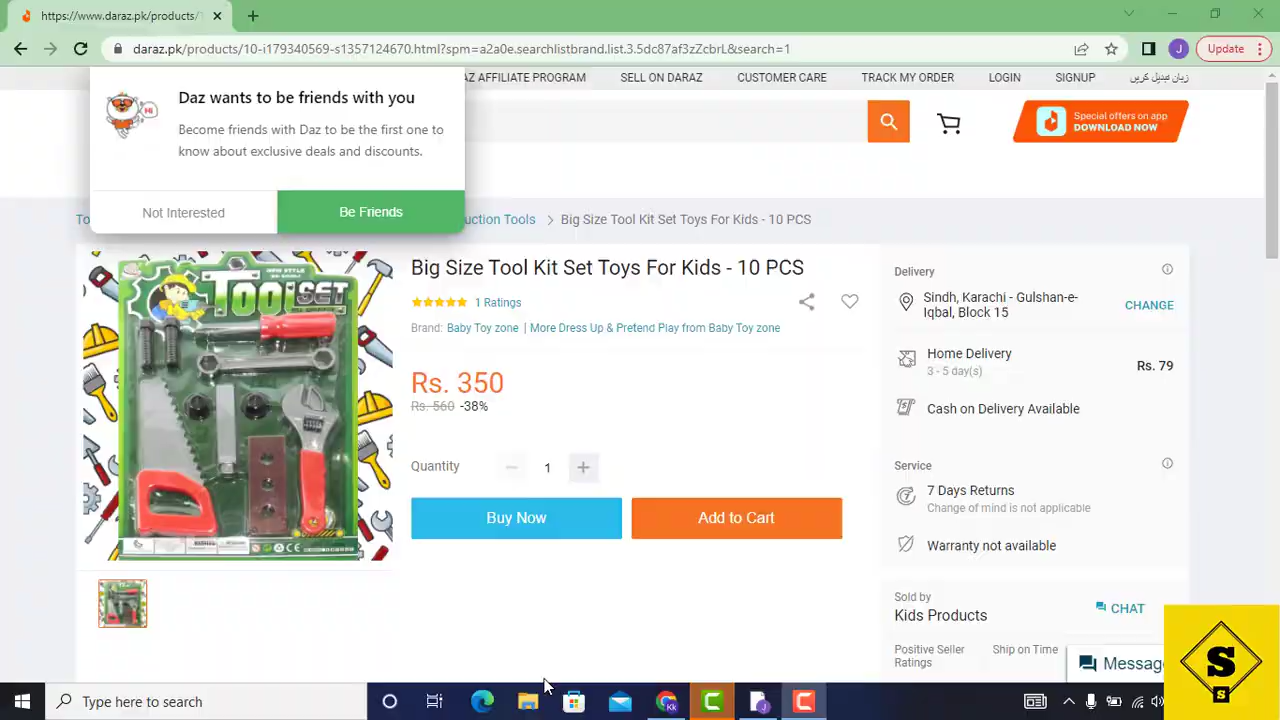 https://www.daraz.pk/products/
daraz.pk/products/10-i179340569-s1357124670.html?spm=a2a0e.searchlistbrand.list.3.5dc87af3zZcbrL&search=1
J
Update
AZ AFFILIATE PROGRAM
SELL ON DARAZ
CUSTOMER CARE
TRACK MY ORDER
LOGIN
SIGNUP
زبان تبدیل کریں
Hi
Daz wants to be friends with you
Become friends with Daz to be the first one to
know about exclusive deals and discounts.
Not Interested
Be Friends
Special offers on app
DOWNLOAD NOW
To
uction Tools
Big Size Tool Kit Set Toys For Kids - 10 PCS
TOOLSET
Big Size Tool Kit Set Toys For Kids - 10 PCS
1 Ratings
Brand: Baby Toy zone | More Dress Up & Pretend Play from Baby Toy zone
Rs. 350
Rs. 560 -38%
Quantity
1
Buy Now
Add to Cart
Delivery
Sindh, Karachi - Gulshan-e-
Iqbal, Block 15
CHANGE
Home Delivery
3 - 5 day(s)
Rs. 79
Cash on Delivery Available
Service
7 Days Returns
Change of mind is not applicable
Warranty not available
Sold by
Kids Products
CHAT
Positive Seller
Ratings
Ship on Time
Messag
S
S
Type here to search
Kk